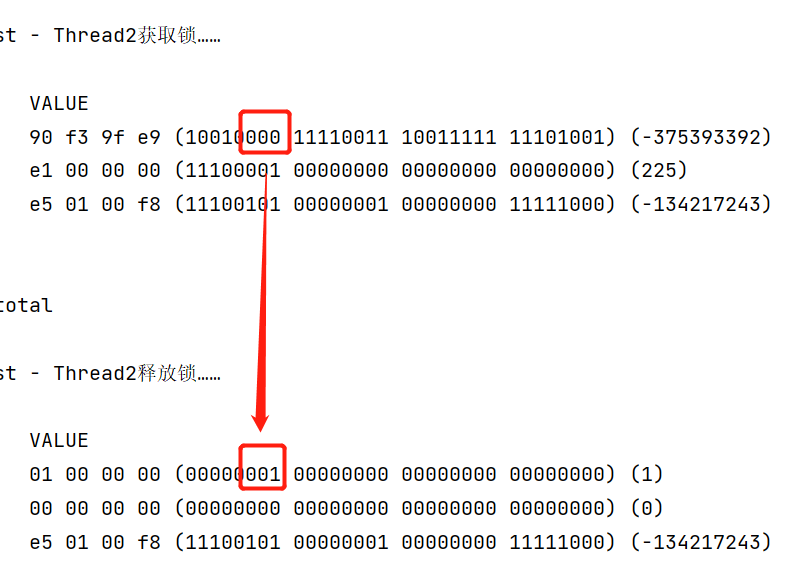 st - Thread2获取锁……
VALUE
90 f3 9f e9 (10010000 11110011 10011111 11101001) (-375393392)
e1 00 00 00 (11100001 00000000 00000000 00000000) (225)
e5 01 00 f8 (11100101 00000001 00000000 11111000) (-134217243)
total
st - Thread2释放锁……
VALUE
01 00 00 00 (00000001 00000000 00000000 00000000) (1)
00 00 00 00 (00000000 00000000 00000000 00000000) (0)
e5 01 00 f8 (11100101 00000001 00000000 11111000) (-134217243)